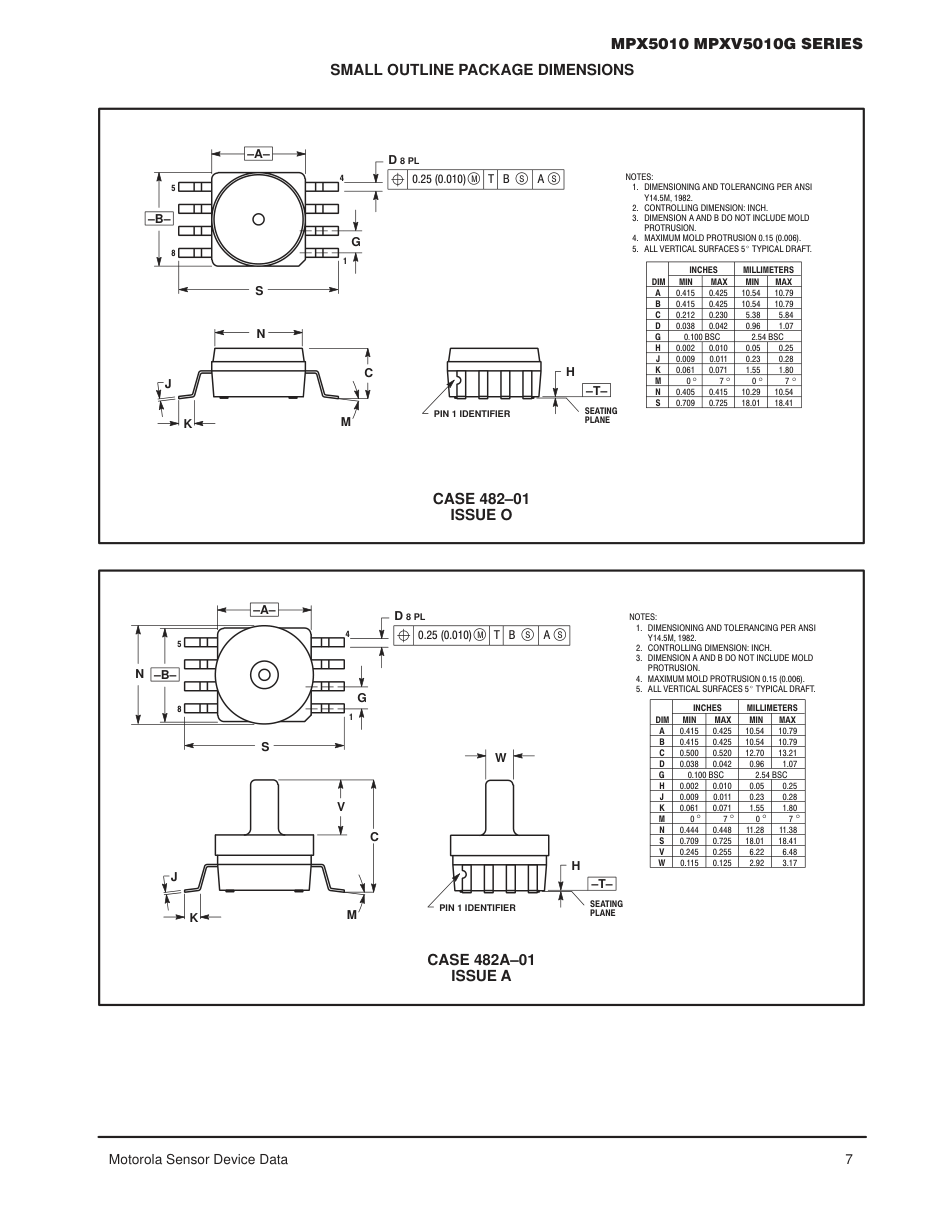 MPX5010 MPXV5010G SERIES
SMALL OUTLINE PACKAGE DIMENSIONS
–A–
D 8 PL
0.25 (0.010) Ⓜ T B Ⓢ A Ⓢ
5
4
–B–
G
8
1
S
N
C
J
K
M
H
–T–
PIN 1 IDENTIFIER
SEATING
PLANE
NOTES:
1. DIMENSIONING AND TOLERANCING PER ANSI
Y14.5M, 1982.
2. CONTROLLING DIMENSION: INCH.
3. DIMENSION A AND B DO NOT INCLUDE MOLD
PROTRUSION.
4. MAXIMUM MOLD PROTRUSION 0.15 (0.006).
5. ALL VERTICAL SURFACES 5° TYPICAL DRAFT.
INCHES MILLIMETERS
DIM MIN MAX MIN MAX
A 0.415 0.425 10.54 10.79
B 0.415 0.425 10.54 10.79
C 0.212 0.230 5.38 5.84
D 0.038 0.042 0.96 1.07
G 0.100 BSC 2.54 BSC
H 0.002 0.010 0.05 0.25
J 0.009 0.011 0.23 0.28
K 0.061 0.071 1.55 1.80
M 0° 7° 0° 7°
N 0.405 0.415 10.29 10.54
S 0.709 0.725 18.01 18.41
CASE 482–01
ISSUE O
–A–
D 8 PL
0.25 (0.010) Ⓜ T B Ⓢ A Ⓢ
5
4
N
–B–
G
8
1
S
W
V
C
J
K
M
H
–T–
PIN 1 IDENTIFIER
SEATING
PLANE
NOTES:
1. DIMENSIONING AND TOLERANCING PER ANSI
Y14.5M, 1982.
2. CONTROLLING DIMENSION: INCH.
3. DIMENSION A AND B DO NOT INCLUDE MOLD
PROTRUSION.
4. MAXIMUM MOLD PROTRUSION 0.15 (0.006).
5. ALL VERTICAL SURFACES 5° TYPICAL DRAFT.
INCHES MILLIMETERS
DIM MIN MAX MIN MAX
A 0.415 0.425 10.54 10.79
B 0.415 0.425 10.54 10.79
C 0.500 0.520 12.70 13.21
D 0.038 0.042 0.96 1.07
G 0.100 BSC 2.54 BSC
H 0.002 0.010 0.05 0.25
J 0.009 0.011 0.23 0.28
K 0.061 0.071 1.55 1.80
M 0° 7° 0° 7°
N 0.444 0.448 11.28 11.38
S 0.709 0.725 18.01 18.41
V 0.245 0.255 6.22 6.48
W 0.115 0.125 2.92 3.17
CASE 482A–01
ISSUE A
Motorola Sensor Device Data 7